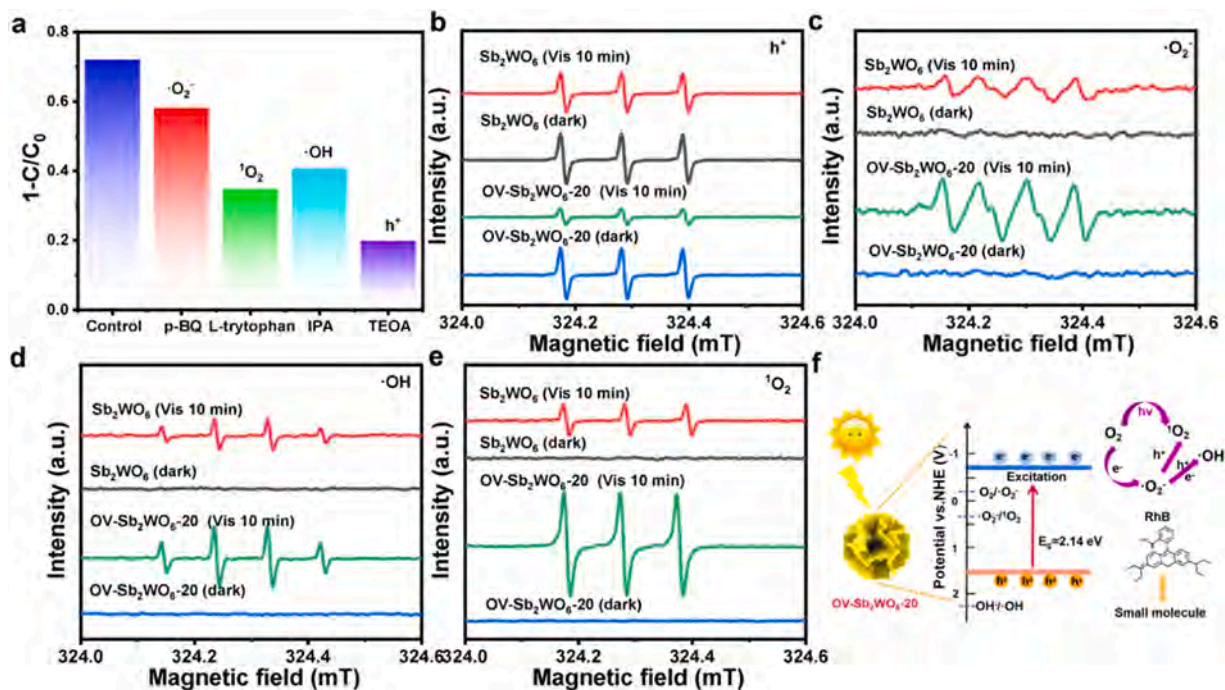 a
0.8
0.6
0.4
0.2
0.0
1-C/C₀
·O₂⁻
¹O₂
·OH
h⁺
Control
p-BQ
L-trytophan
IPA
TEOA
b
h⁺
Sb₂WO₆ (Vis 10 min)
Sb₂WO₆ (dark)
OV-Sb₂WO₆-20 (Vis 10 min)
OV-Sb₂WO₆-20 (dark)
Intensity (a.u.)
324.0 324.2 324.4 324.6
Magnetic field (mT)
c
·O₂⁻
Sb₂WO₆ (Vis 10 min)
Sb₂WO₆ (dark)
OV-Sb₂WO₆-20 (Vis 10 min)
OV-Sb₂WO₆-20 (dark)
Intensity (a.u.)
324.0 324.2 324.4 324.6
Magnetic field (mT)
d
·OH
Sb₂WO₆ (Vis 10 min)
Sb₂WO₆ (dark)
OV-Sb₂WO₆-20 (Vis 10 min)
OV-Sb₂WO₆-20 (dark)
Intensity (a.u.)
324.0 324.2 324.4 324.6
Magnetic field (mT)
e
¹O₂
Sb₂WO₆ (Vis 10 min)
Sb₂WO₆ (dark)
OV-Sb₂WO₆-20 (Vis 10 min)
OV-Sb₂WO₆-20 (dark)
Intensity (a.u.)
324.0 324.2 324.4 324.6
Magnetic field (mT)
f
OV-Sb₂WO₆-20
Potential vs.NHE (V)
-1
0
1
2
e⁻ e⁻ e⁻ e⁻
Excitation
O₂/·O₂⁻
·O₂⁻/¹O₂
E₉=2.14 eV
h⁺ h⁺ h⁺ h⁺
·OH⁻/·OH
hv
O₂
¹O₂
·OH
h⁺
h⁺
e⁻
e⁻
·O₂⁻
RhB
Small molecule